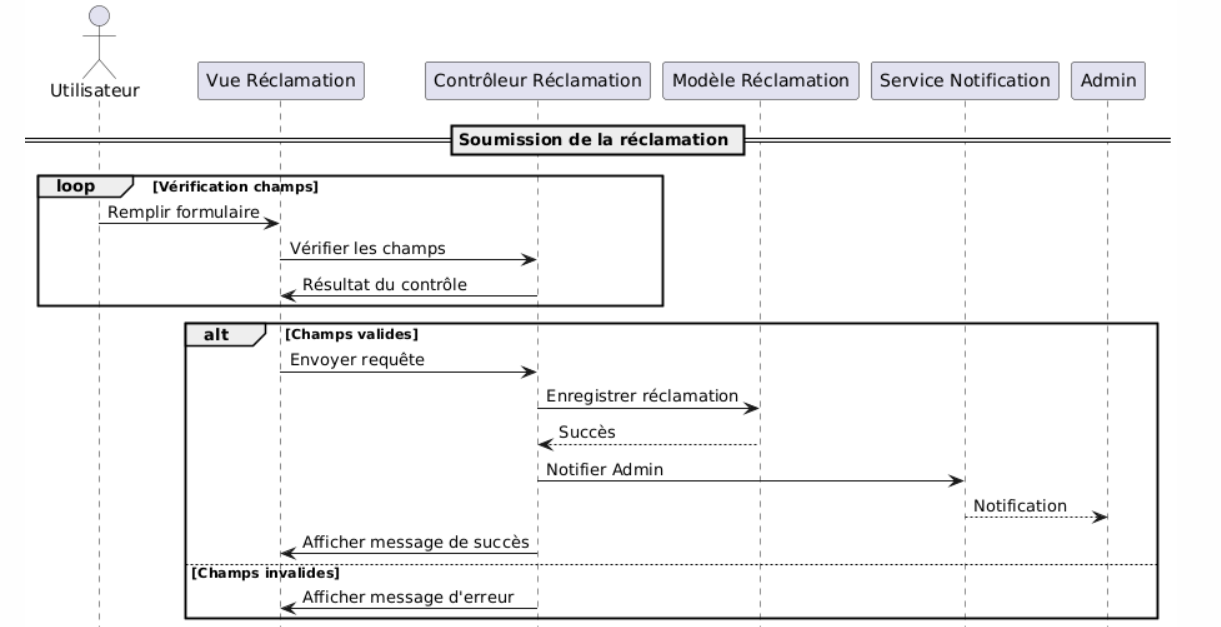 Utilisateur
Vue Réclamation
Contrôleur Réclamation
Modèle Réclamation
Service Notification
Admin
Soumission de la réclamation
loop [Vérification champs]
Remplir formulaire
Vérifier les champs
Résultat du contrôle
alt [Champs valides]
Envoyer requête
Enregistrer réclamation
Succès
Notifier Admin
Notification
Afficher message de succès
[Champs invalides]
Afficher message d'erreur